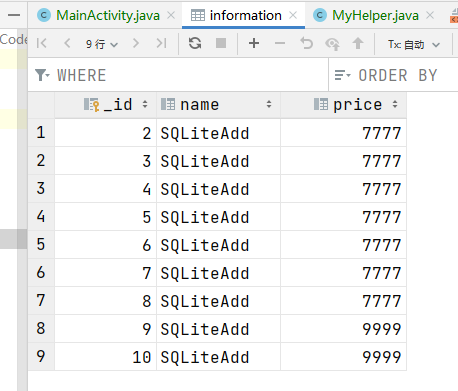 MainActivity.java × information × MyHelper.java ×
Code
9 行 Tx: 自动
WHERE ORDER BY
_id name price
1 2 SQLiteAdd 7777
2 3 SQLiteAdd 7777
3 4 SQLiteAdd 7777
4 5 SQLiteAdd 7777
5 6 SQLiteAdd 7777
6 7 SQLiteAdd 7777
7 8 SQLiteAdd 7777
8 9 SQLiteAdd 9999
9 10 SQLiteAdd 9999